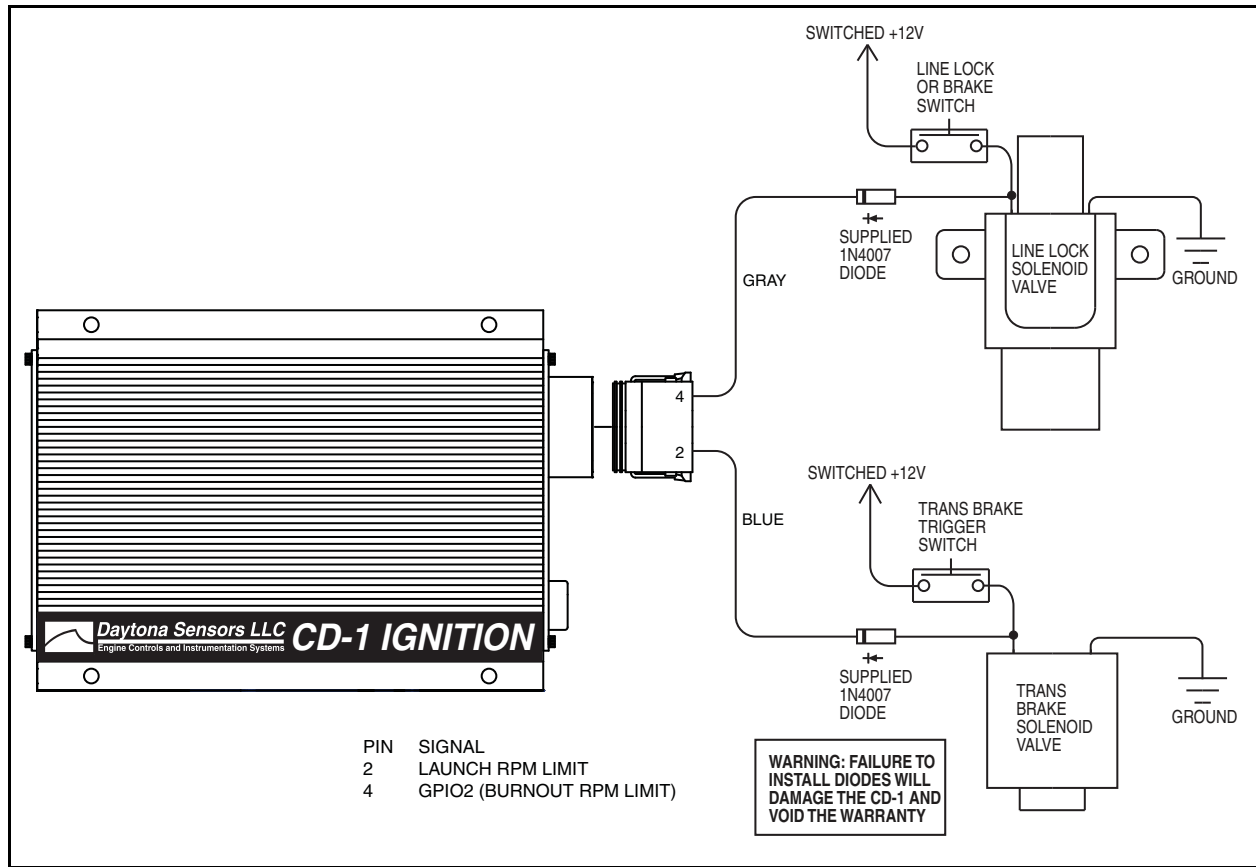 SWITCHED +12V
LINE LOCK
OR BRAKE
SWITCH
SUPPLIED
1N4007
DIODE
LINE LOCK
SOLENOID
VALVE
GROUND
GRAY
4
2
BLUE
SWITCHED +12V
TRANS BRAKE
TRIGGER
SWITCH
SUPPLIED
1N4007
DIODE
TRANS
BRAKE
SOLENOID
VALVE
GROUND
Daytona Sensors LLC
Engine Controls and Instrumentation Systems
CD-1 IGNITION
PIN SIGNAL
2 LAUNCH RPM LIMIT
4 GPIO2 (BURNOUT RPM LIMIT)
WARNING: FAILURE TO
INSTALL DIODES WILL
DAMAGE THE CD-1 AND
VOID THE WARRANTY